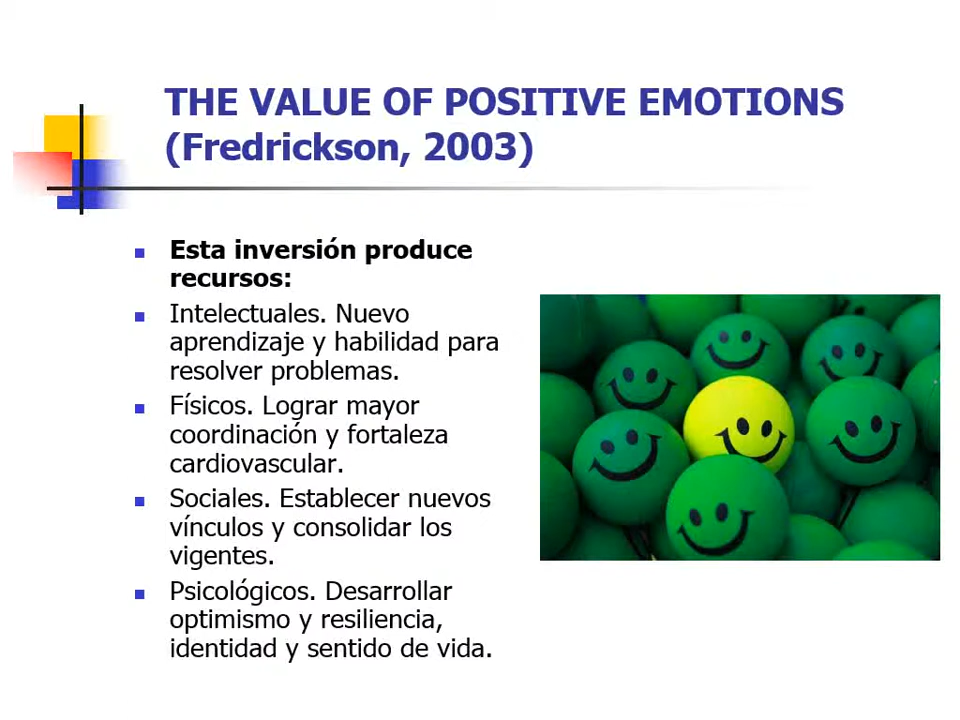 THE VALUE OF POSITIVE EMOTIONS
(Fredrickson, 2003)
Esta inversión produce
recursos:
Intelectuales. Nuevo
aprendizaje y habilidad para
resolver problemas.
Físicos. Lograr mayor
coordinación y fortaleza
cardiovascular.
Sociales. Establecer nuevos
vínculos y consolidar los
vigentes.
Psicológicos. Desarrollar
optimismo y resiliencia,
identidad y sentido de vida.